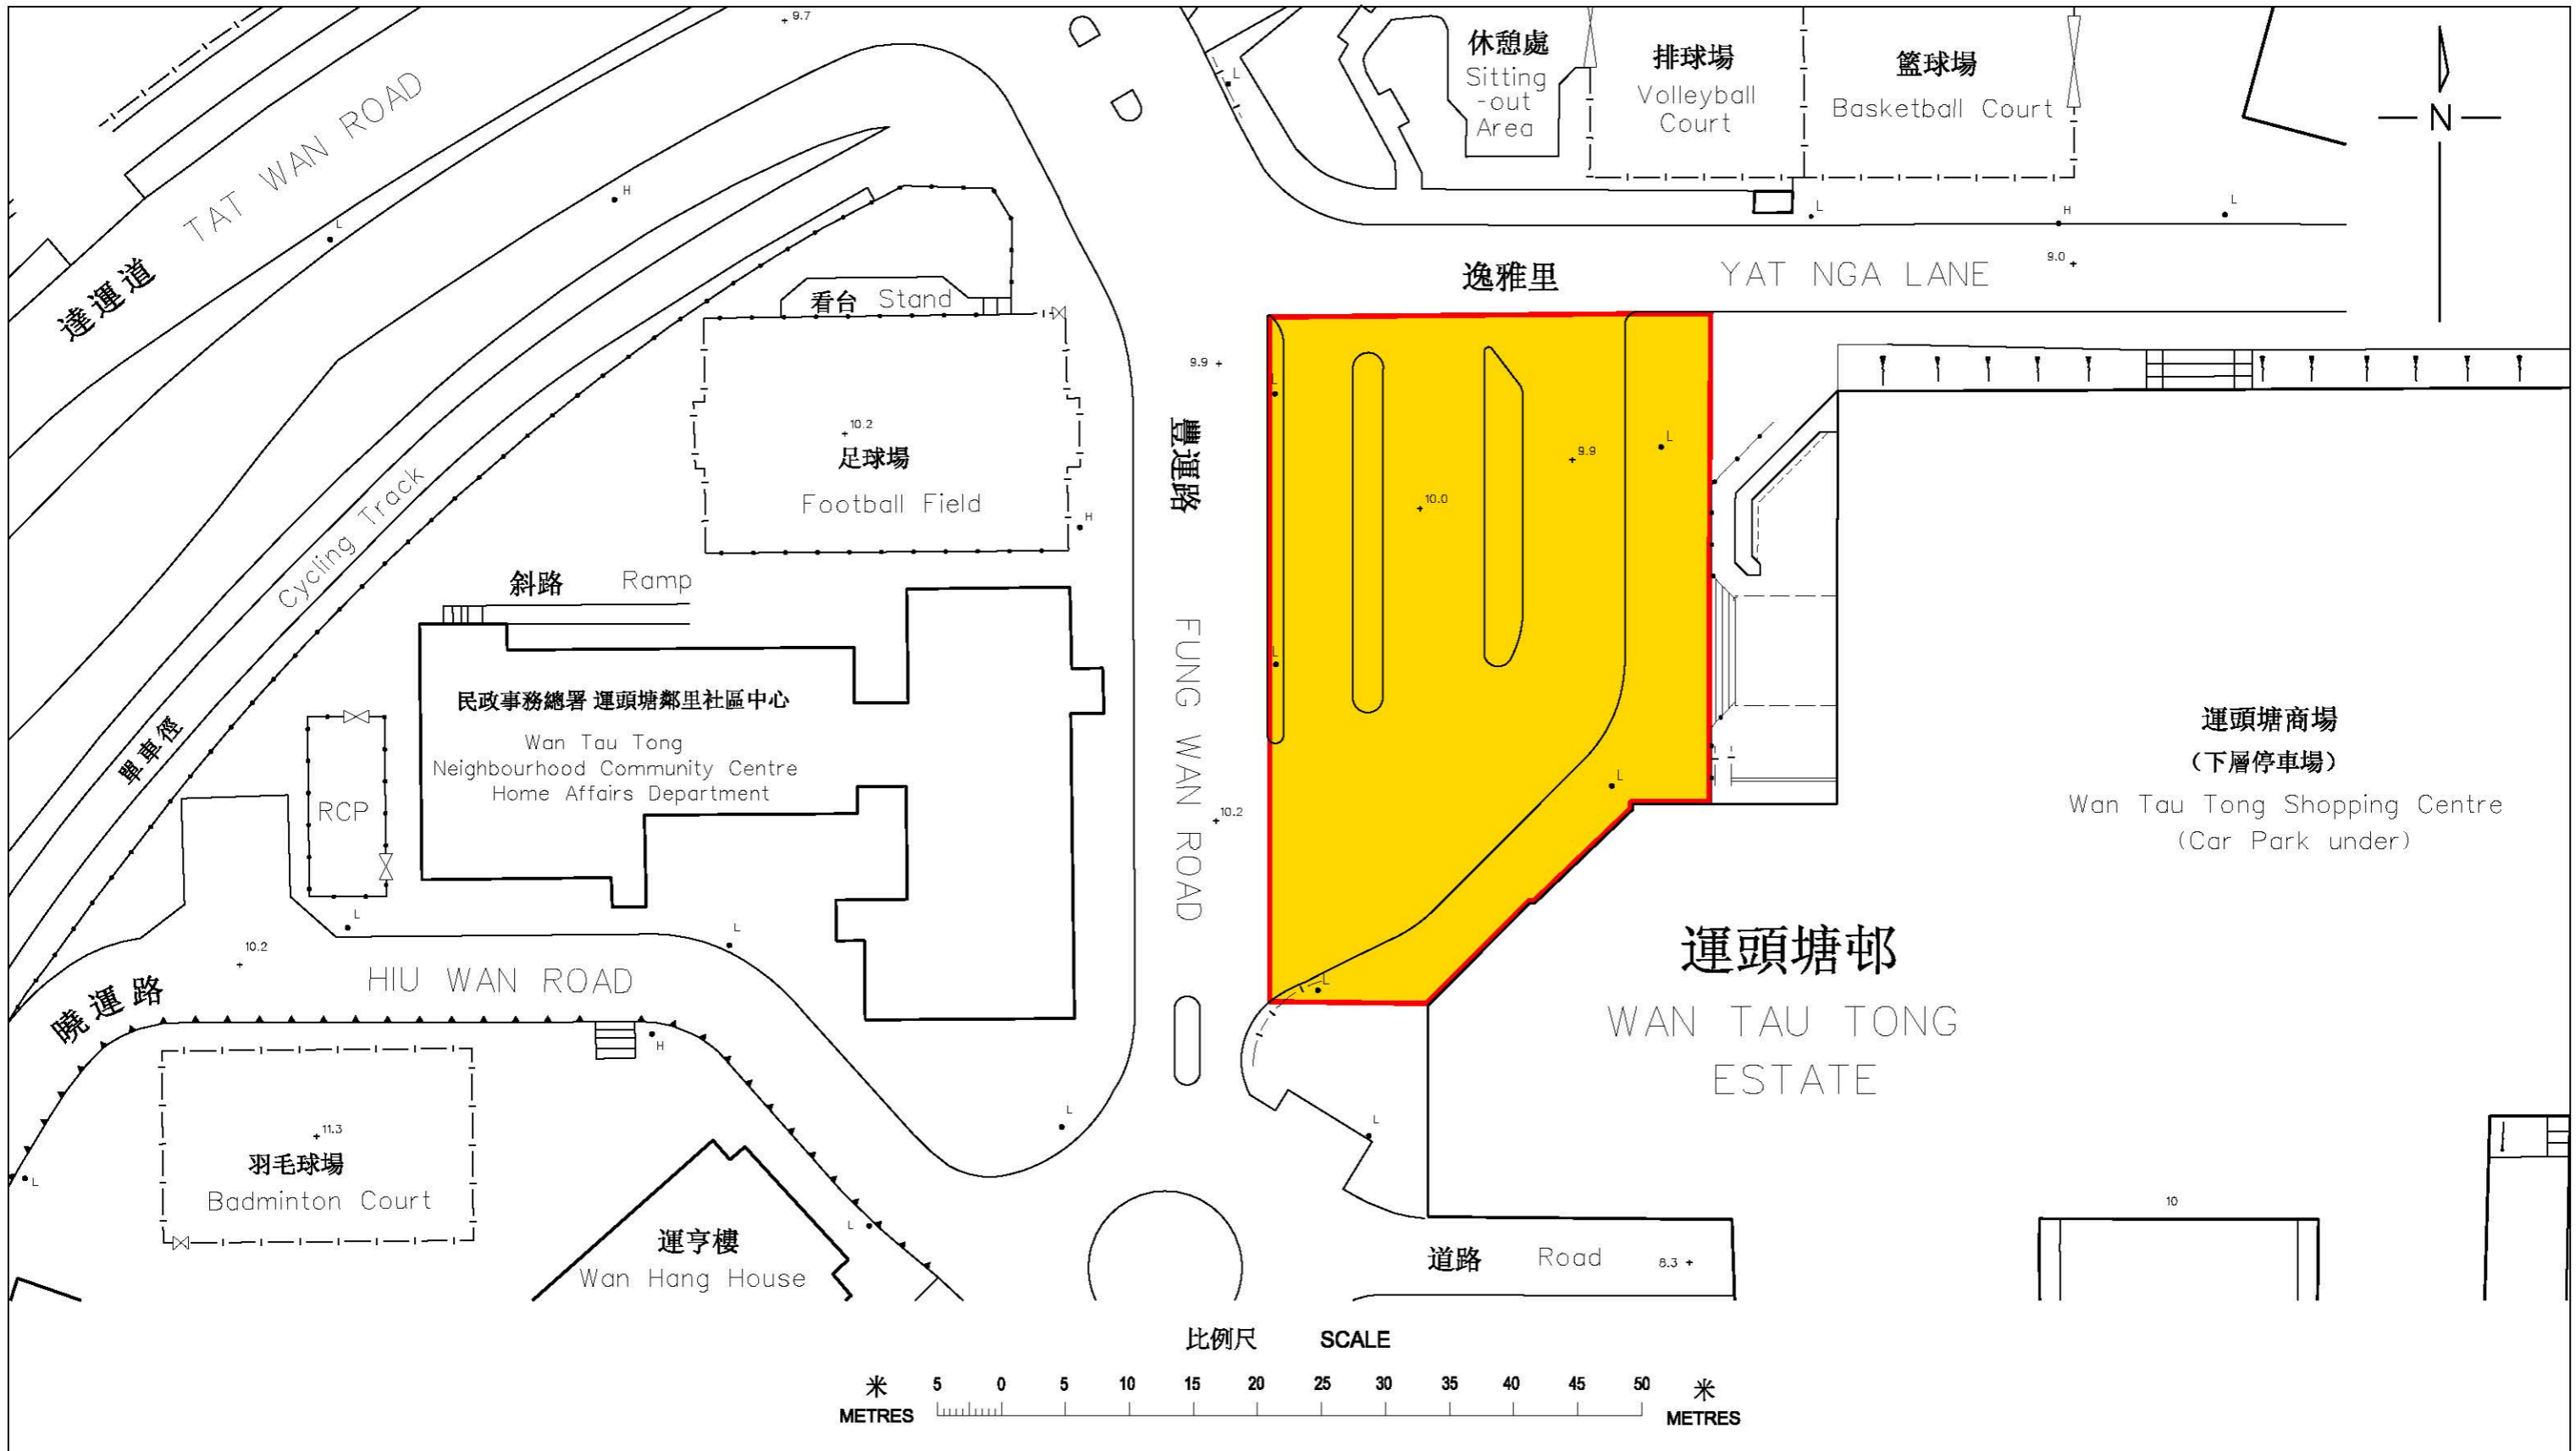 9.7
休憩處
Sitting
-out
Area
排球場
Volleyball
Court
籃球場
Basketball Court
N
L
H
L
L
H
L
達運道 TAT WAN ROAD
逸雅里 YAT NGA LANE
9.0
看台 Stand
9.9
10.2
足球場
Football Field
H
豐運路
FUNG WAN ROAD
L
L
9.9
10.0
L
L
L
10.2
單車徑 Cycling Track
斜路 Ramp
民政事務總署 運頭塘鄰里社區中心
Wan Tau Tong
Neighbourhood Community Centre
Home Affairs Department
RCP
L
L
運頭塘商場
(下層停車場)
Wan Tau Tong Shopping Centre
(Car Park under)
運頭塘邨
WAN TAU TONG
ESTATE
10.2
曉運路 HIU WAN ROAD
H
L
L
11.3
羽毛球場
Badminton Court
L
L
運亨樓
Wan Hang House
道路 Road 8.3
10
比例尺 SCALE
米 5 0 5 10 15 20 25 30 35 40 45 50 米
METRES METRES